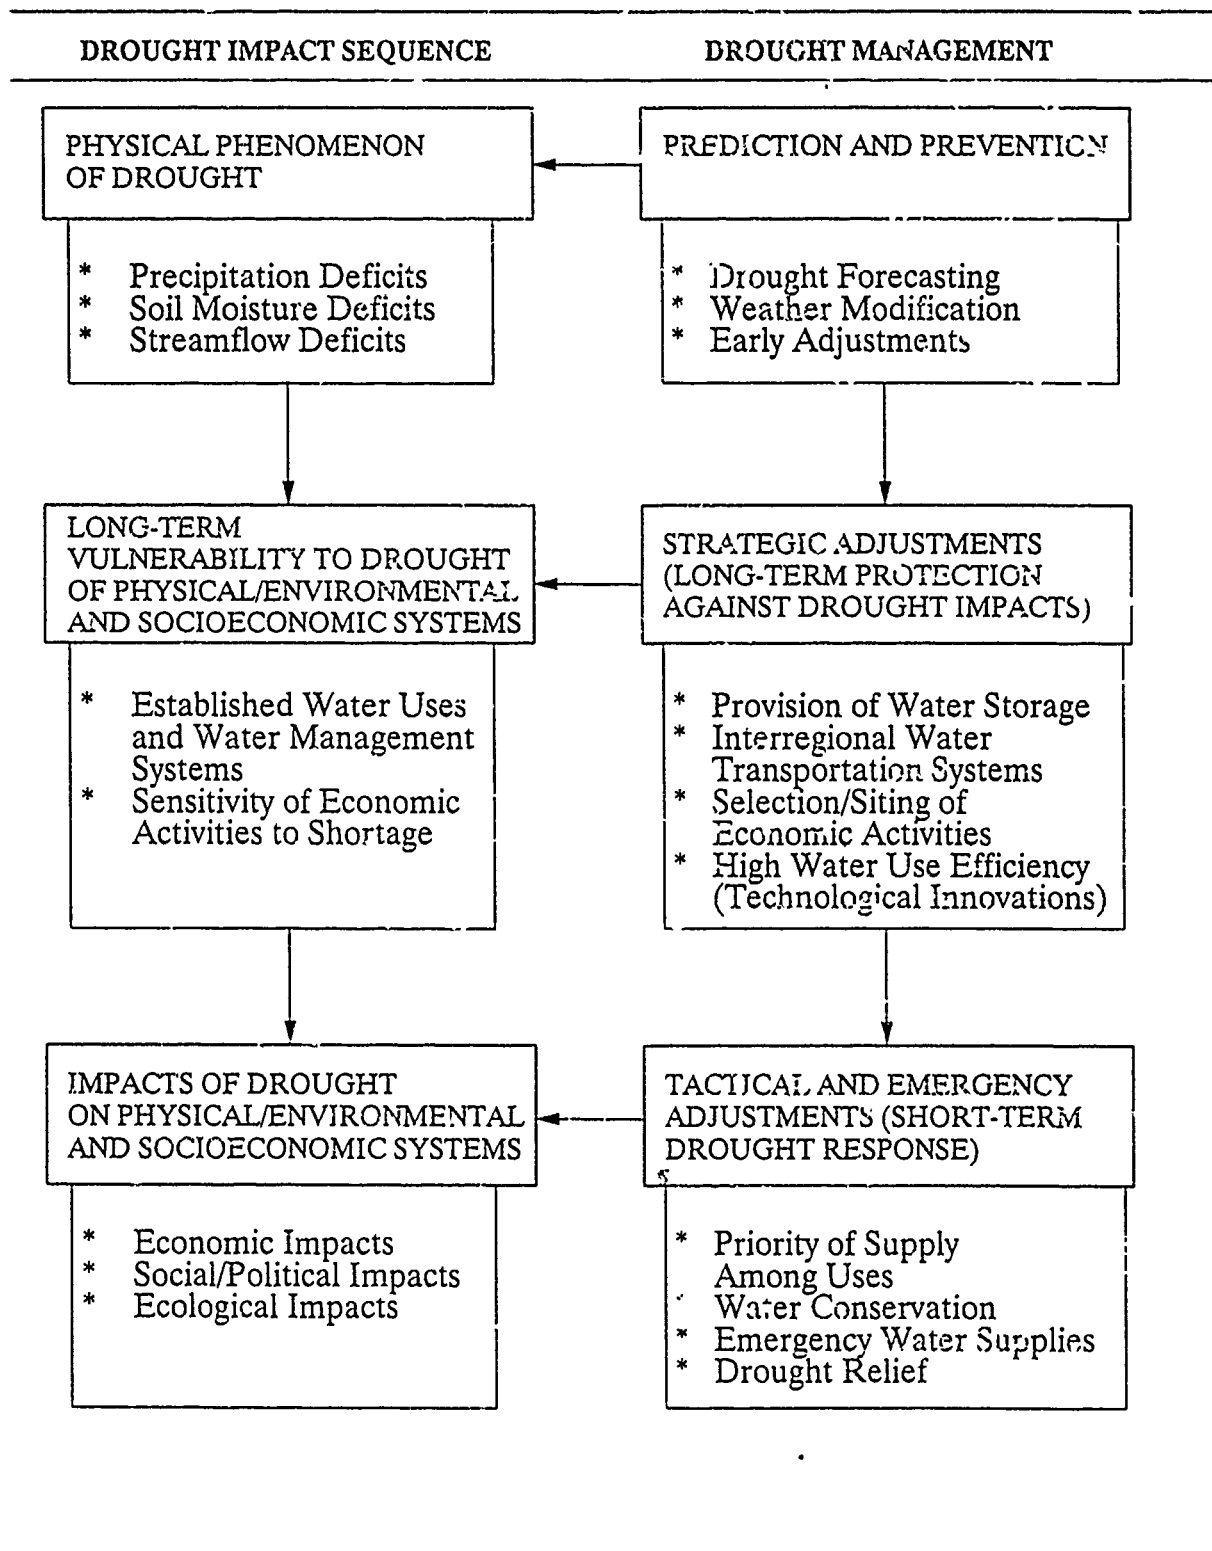 DROUGHT IMPACT SEQUENCE
DROUGHT MANAGEMENT
PHYSICAL PHENOMENON
OF DROUGHT
* Precipitation Deficits
* Soil Moisture Deficits
* Streamflow Deficits
PREDICTION AND PREVENTION
* Drought Forecasting
* Weather Modification
* Early Adjustments
LONG-TERM
VULNERABILITY TO DROUGHT
OF PHYSICAL/ENVIRONMENTAL
AND SOCIOECONOMIC SYSTEMS
* Established Water Uses
and Water Management
Systems
* Sensitivity of Economic
Activities to Shortage
STRATEGIC ADJUSTMENTS
(LONG-TERM PROTECTION
AGAINST DROUGHT IMPACTS)
* Provision of Water Storage
* Interregional Water
Transportation Systems
* Selection/Siting of
Economic Activities
* High Water Use Efficiency
(Technological Innovations)
IMPACTS OF DROUGHT
ON PHYSICAL/ENVIRONMENTAL
AND SOCIOECONOMIC SYSTEMS
* Economic Impacts
* Social/Political Impacts
* Ecological Impacts
TACTICAL AND EMERGENCY
ADJUSTMENTS (SHORT-TERM
DROUGHT RESPONSE)
* Priority of Supply
Among Uses
* Water Conservation
* Emergency Water Supplies
* Drought Relief